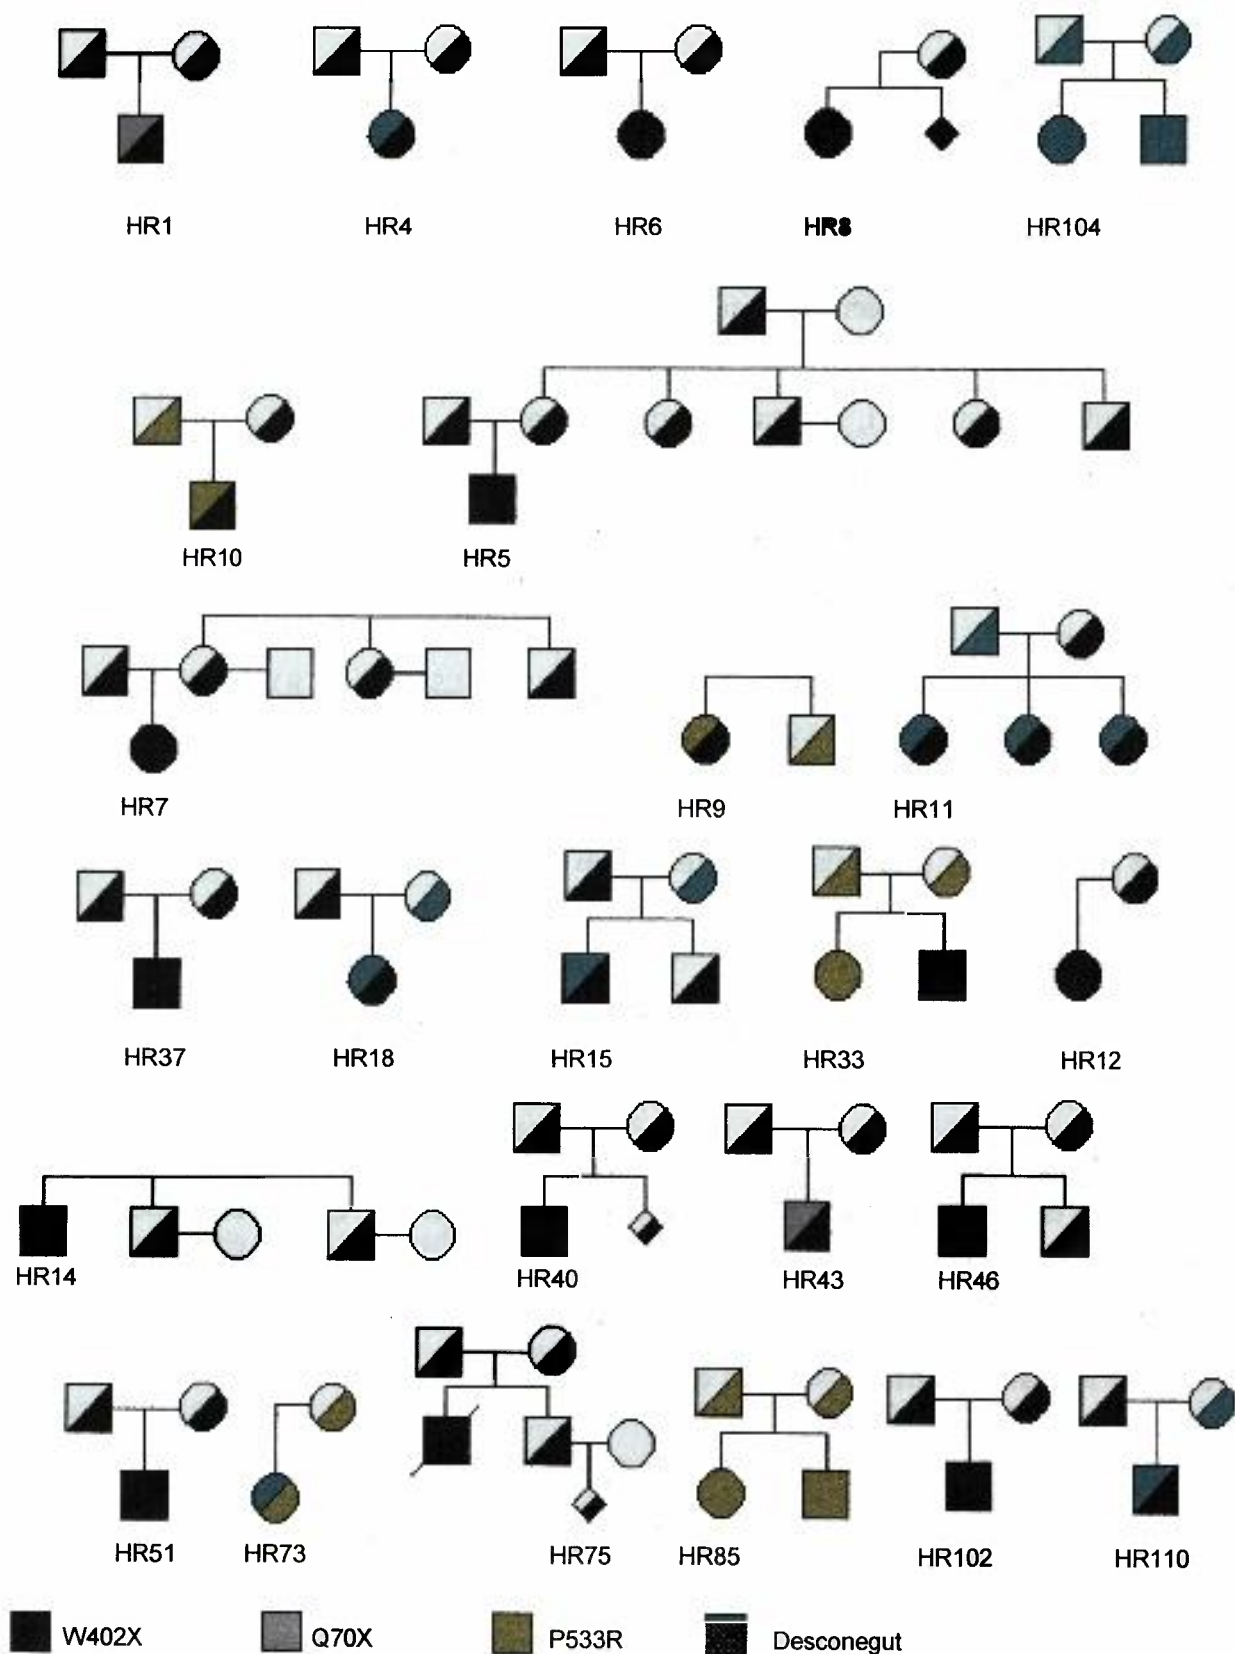 HR1 HR4 HR6 HR8 HR104
HR10 HR5
HR7 HR9 HR11
HR37 HR18 HR15 HR33 HR12
HR14 HR40 HR43 HR46
HR51 HR73 HR75 HR85 HR102 HR110
W402X Q70X P533R Desconegut